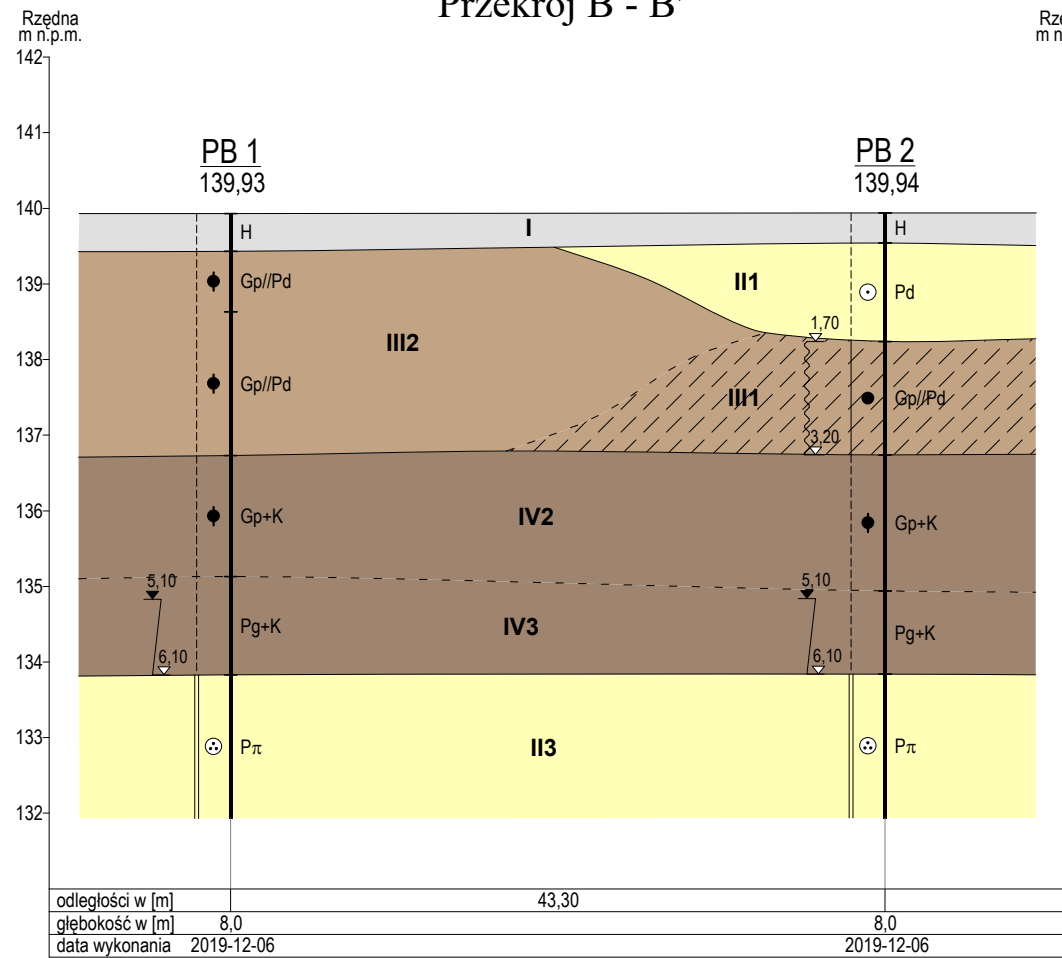 Przekrój B - B'
Rzędna
m n.p.m.
142
141
140
139
138
137
136
135
134
133
132
PB 1
139,93
PB 2
139,94
H
I
H
Gp//Pd
II1
Pd
III2
1,70
Gp//Pd
III1
Gp//Pd
3,20
Gp+K
IV2
Gp+K
5,10
5,10
Pg+K
IV3
Pg+K
6,10
6,10
Pπ
II3
Pπ
odległości w [m] 43,30
głębokość w [m] 8,0 8,0
data wykonania 2019-12-06 2019-12-06